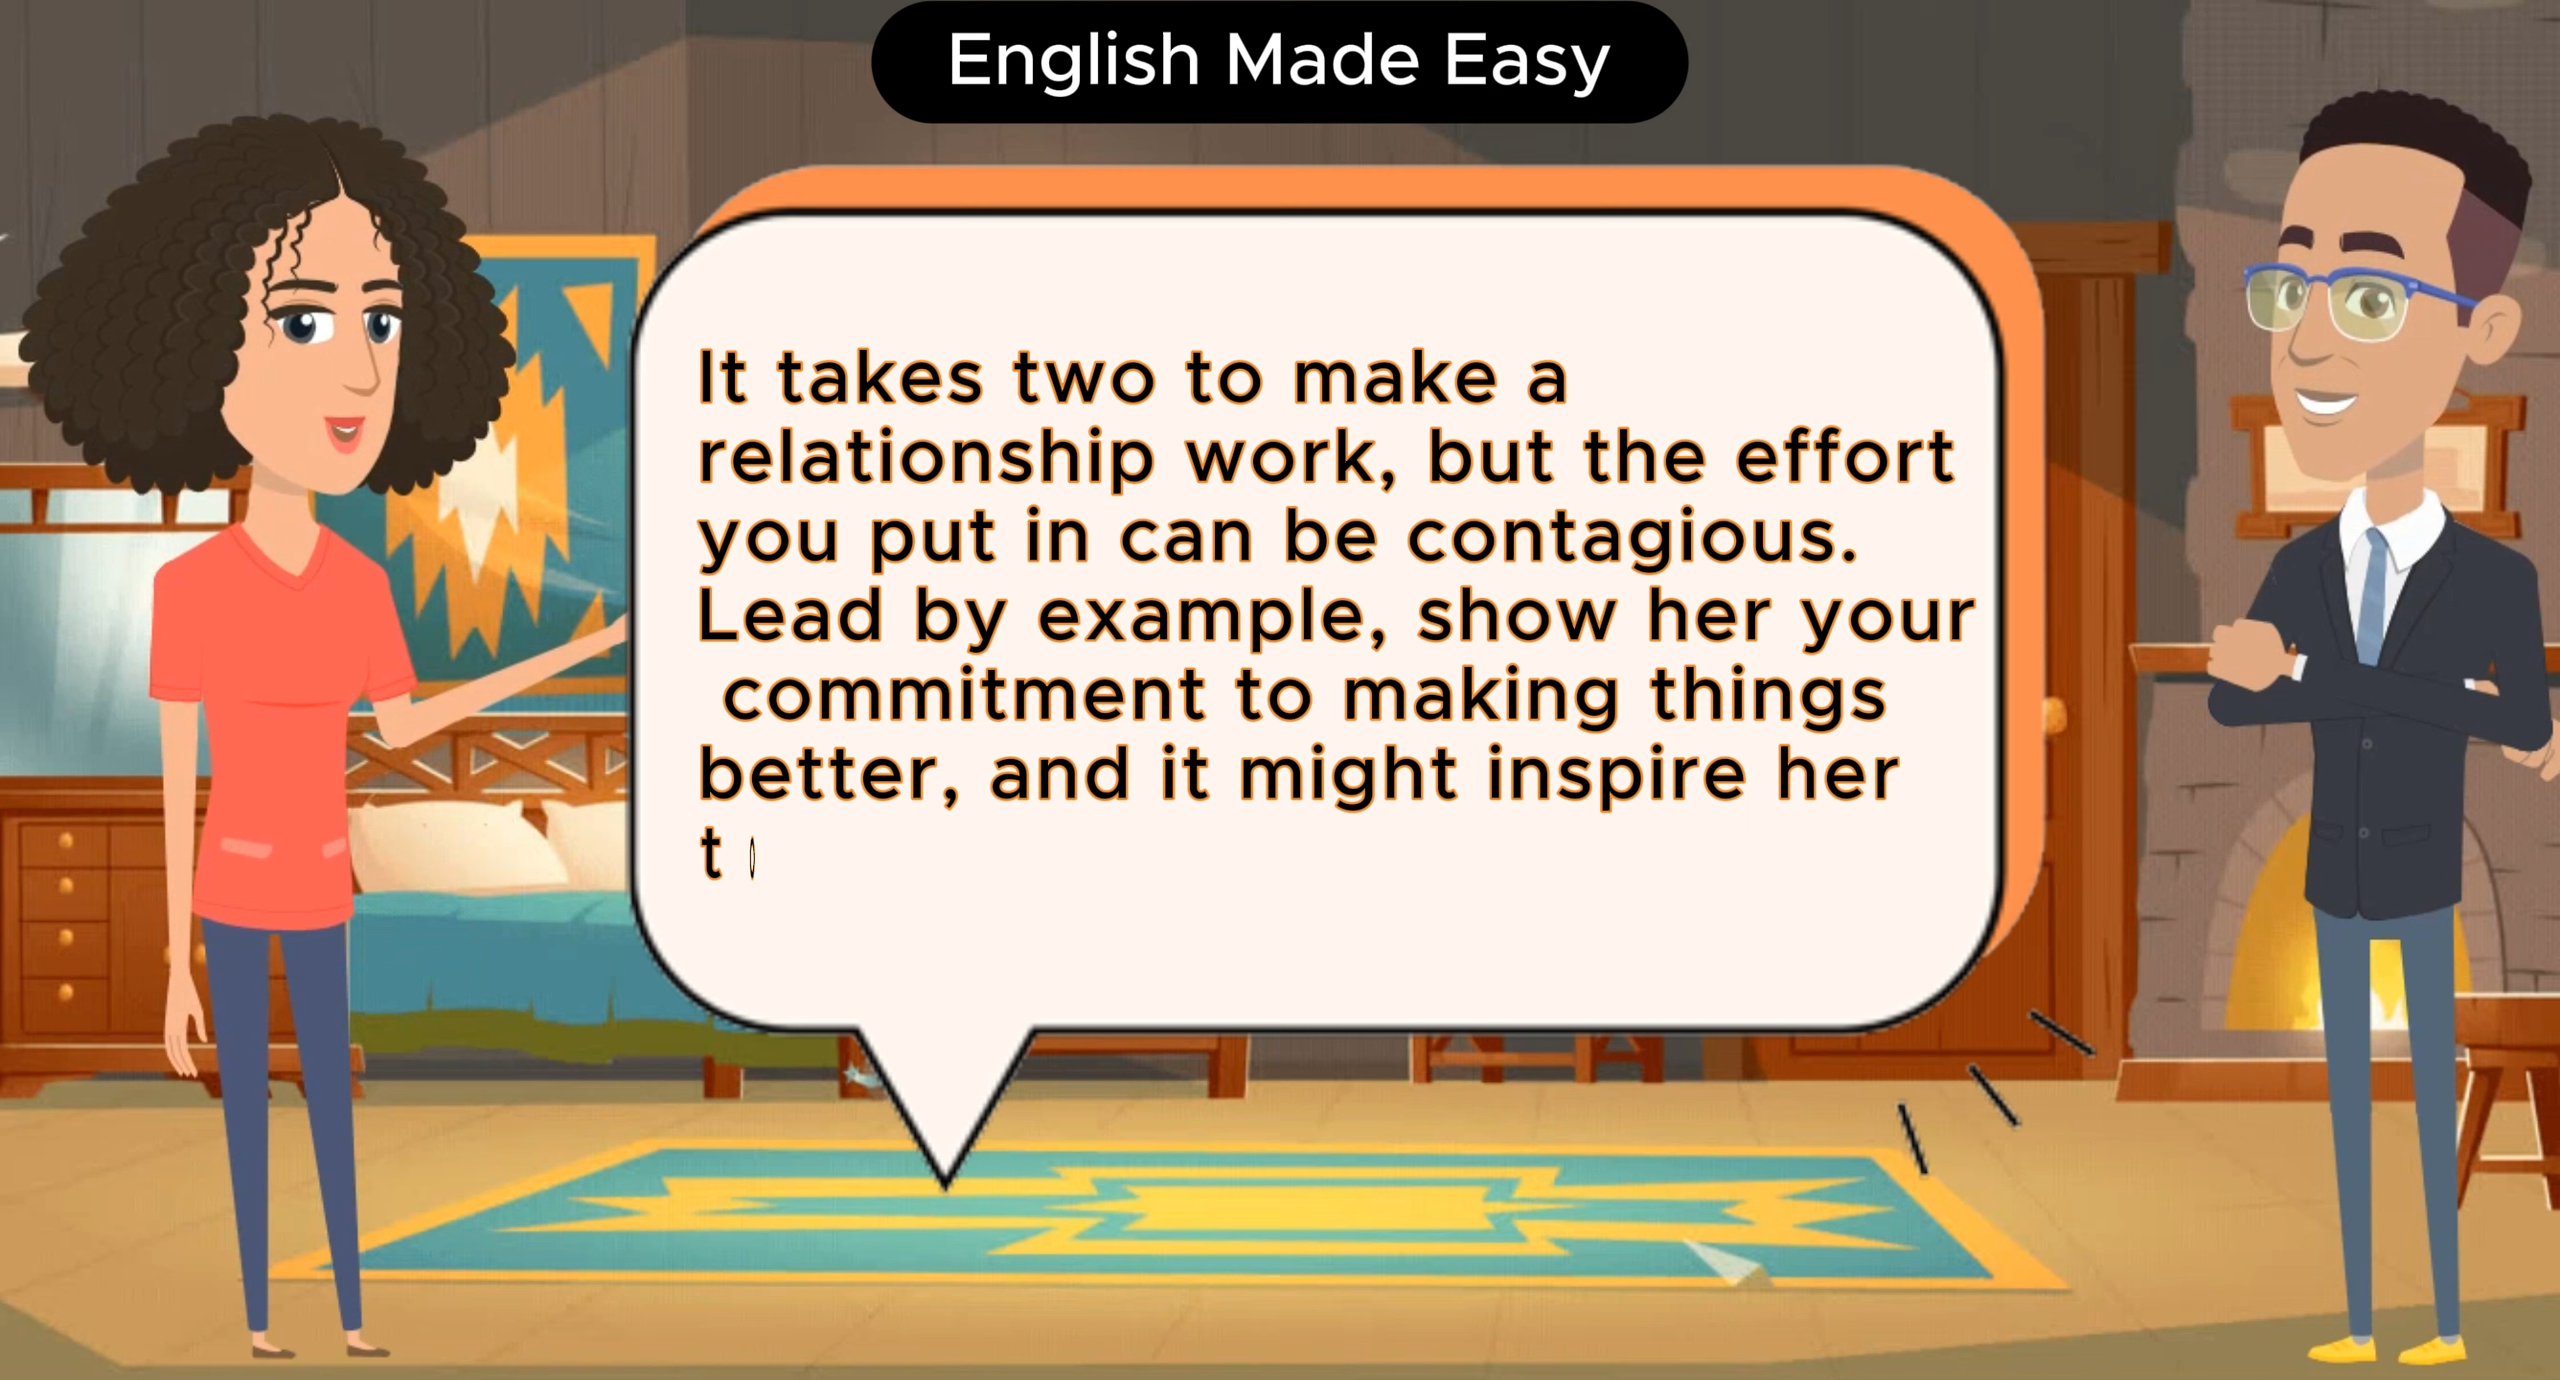 English Made Easy
It takes two to make a
relationship work, but the effort
you put in can be contagious.
Lead by example, show her your
commitment to making things
better, and it might inspire her
t